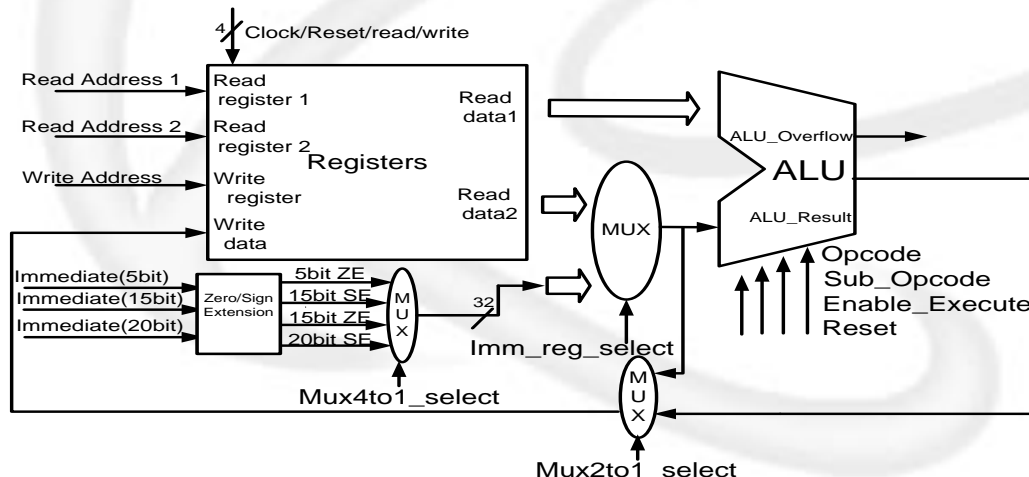 4
Clock/Reset/read/write
Read Address 1
Read
register 1
Read
data1
Read Address 2
Read
register 2
Registers
Write Address
Write
register
Read
data2
Write
data
ALU_Overflow
ALU
ALU_Result
MUX
Immediate(5bit)
Immediate(15bit)
Immediate(20bit)
Zero/Sign
Extension
5bit ZE
15bit SE
15bit ZE
20bit SE
M
U
X
32
Opcode
Sub_Opcode
Enable_Execute
Reset
Imm_reg_select
Mux4to1_select
M
U
X
Mux2to1_select